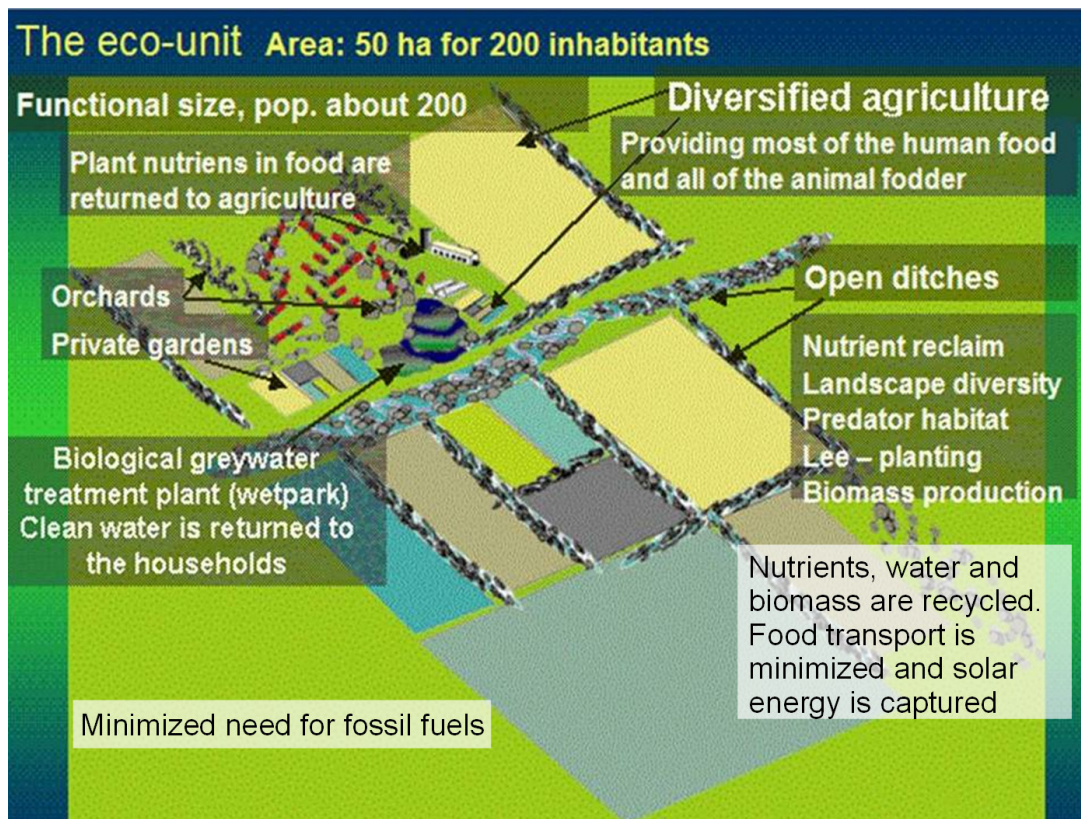 The eco-unit Area: 50 ha for 200 inhabitants
Functional size, pop. about 200
Diversified agriculture
Providing most of the human food
and all of the animal fodder
Plant nutriens in food are
returned to agriculture
Orchards
Private gardens
Open ditches
Nutrient reclaim
Landscape diversity
Predator habitat
Lee – planting
Biomass production
Biological greywater
treatment plant (wetpark)
Clean water is returned to
the households
Nutrients, water and
biomass are recycled.
Food transport is
minimized and solar
energy is captured
Minimized need for fossil fuels